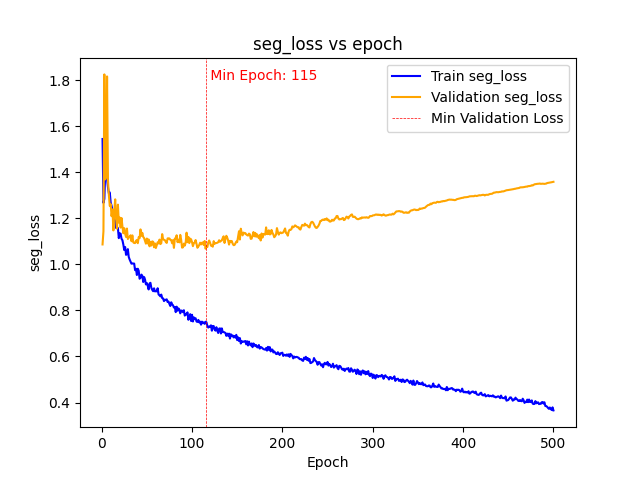 seg_loss vs epoch
Min Epoch: 115
Train seg_loss
Validation seg_loss
Min Validation Loss
seg_loss
1.8
1.6
1.4
1.2
1.0
0.8
0.6
0.4
0
100
200
300
400
500
Epoch